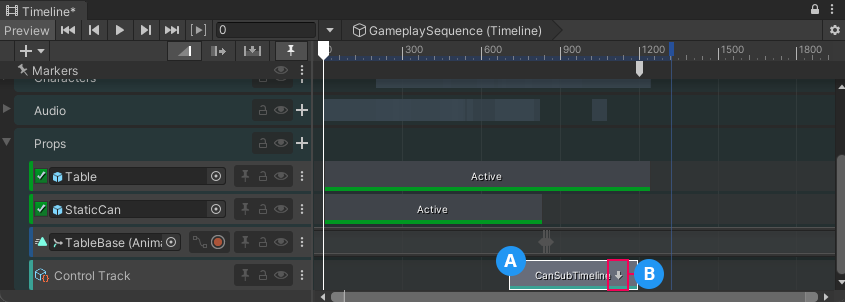 Timeline*
Preview
0
GameplaySequence (Timeline)
00 300 600 900 1200 1500 1800
Markers
Characters
Audio
Props
Table
Active
StaticCan
Active
TableBase (Anima
Control Track
A CanSubTimeline B